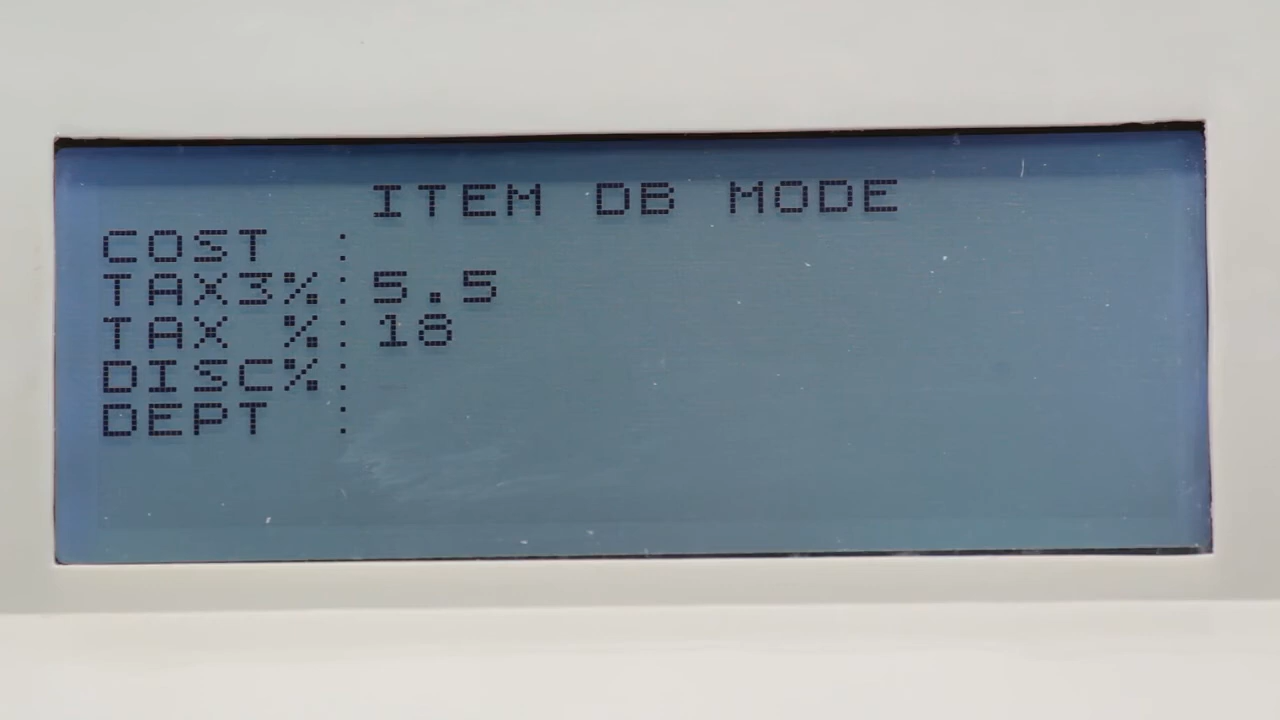 ITEM DB MODE
COST :
TAX3%:5.5
TAX %:18
DISC%:
DEPT :